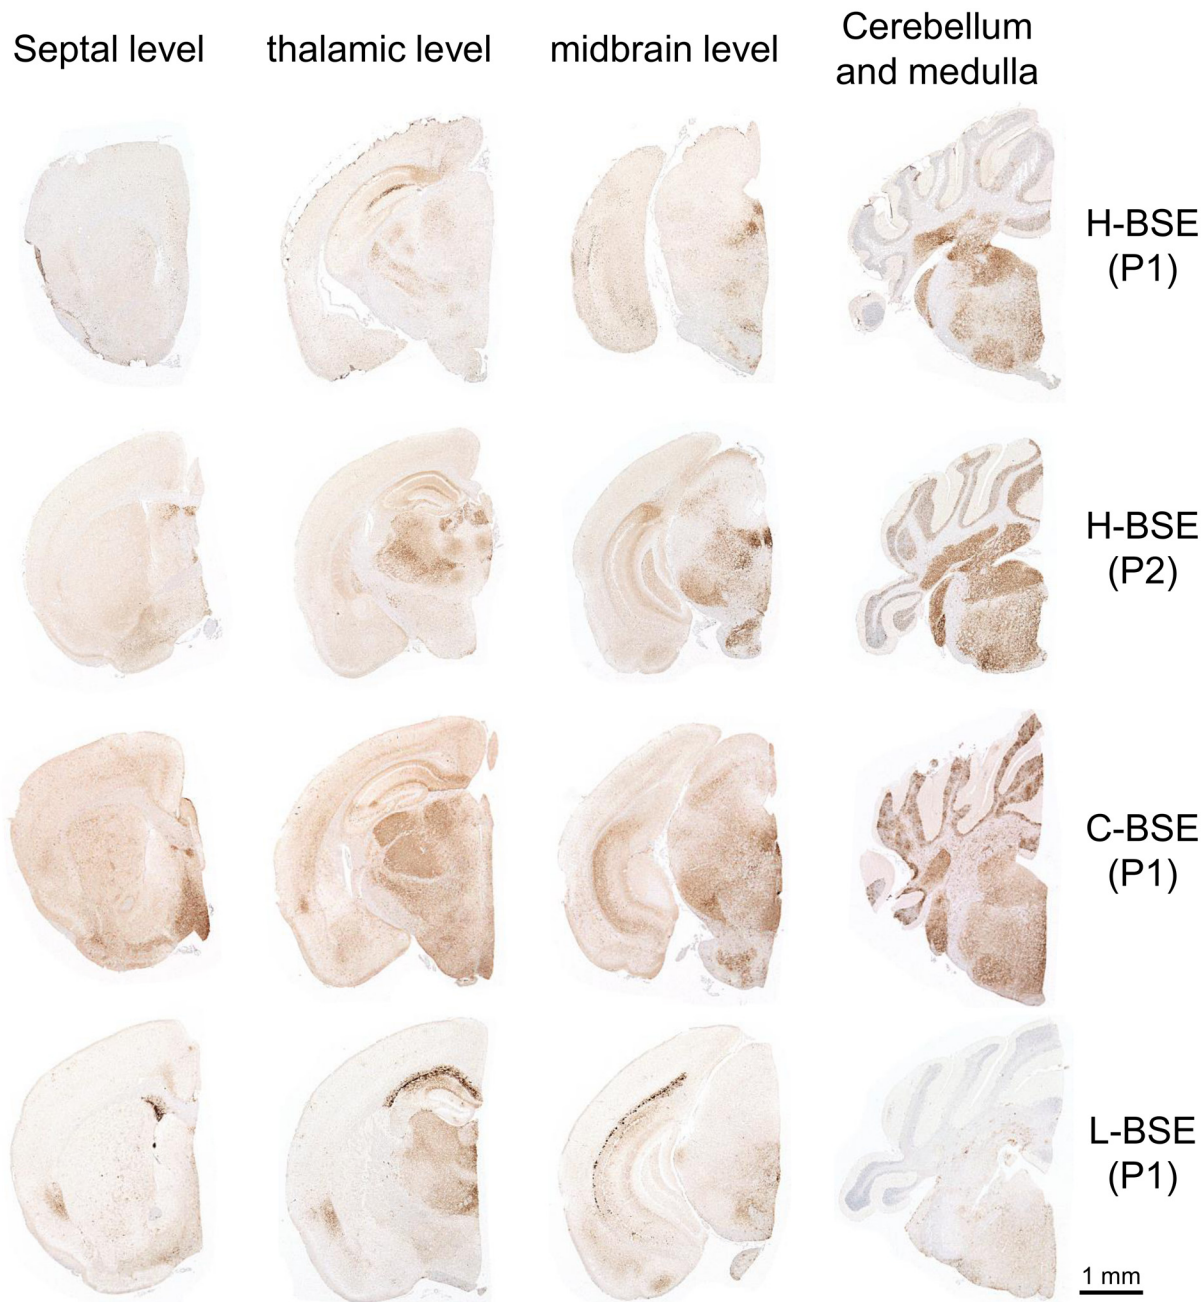 Septal level
thalamic level
midbrain level
Cerebellum
and medulla
H-BSE
(P1)
H-BSE
(P2)
C-BSE
(P1)
L-BSE
(P1)
1 mm